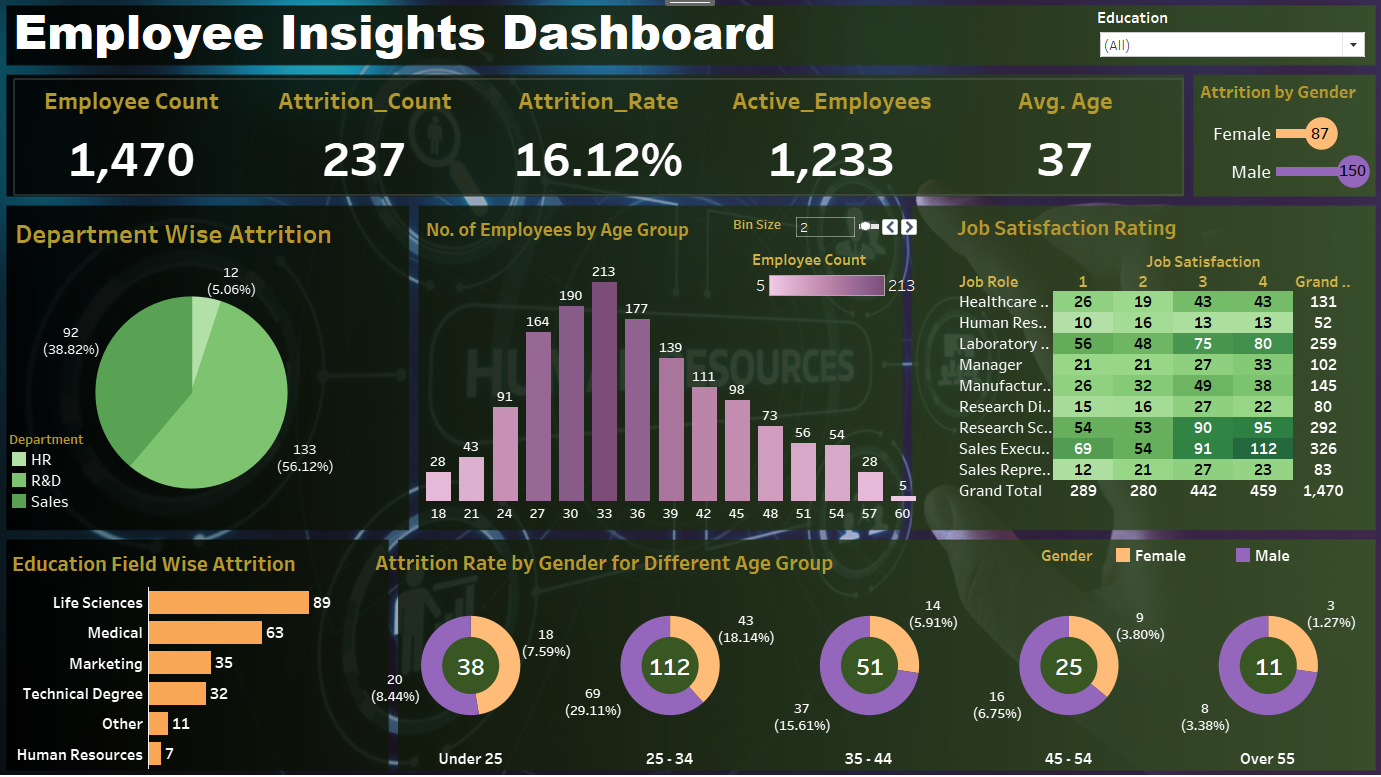 Employee Insights Dashboard
Education
(All)
Employee Count Attrition_Count Attrition_Rate Active_Employees Avg. Age
1,470 237 16.12% 1,233 37
Attrition by Gender
Female 87
Male 150
Department Wise Attrition
12
(5.06%)
92
(38.82%)
133
(56.12%)
Department
HR
R&D
Sales
No. of Employees by Age Group
Bin Size 2
Employee Count
5 213
28 43 91 164 190 213 177 139 111 98 73 56 54 28 5
18 21 24 27 30 33 36 39 42 45 48 51 54 57 60
HUMAN RESOURCES
Job Satisfaction Rating
Job Satisfaction
Job Role 1 2 3 4 Grand ..
Healthcare .. 26 19 43 43 131
Human Res.. 10 16 13 13 52
Laboratory .. 56 48 75 80 259
Manager 21 21 27 33 102
Manufactur.. 26 32 49 38 145
Research Di.. 15 16 27 22 80
Research Sc.. 54 53 90 95 292
Sales Execu.. 69 54 91 112 326
Sales Repre.. 12 21 27 23 83
Grand Total 289 280 442 459 1,470
Education Field Wise Attrition
Life Sciences 89
Medical 63
Marketing 35
Technical Degree 32
Other 11
Human Resources 7
Attrition Rate by Gender for Different Age Group
Gender Female Male
38
18
(7.59%)
20
(8.44%)
Under 25
112
43
(18.14%)
69
(29.11%)
25 - 34
51
14
(5.91%)
37
(15.61%)
35 - 44
25
9
(3.80%)
16
(6.75%)
45 - 54
11
3
(1.27%)
8
(3.38%)
Over 55